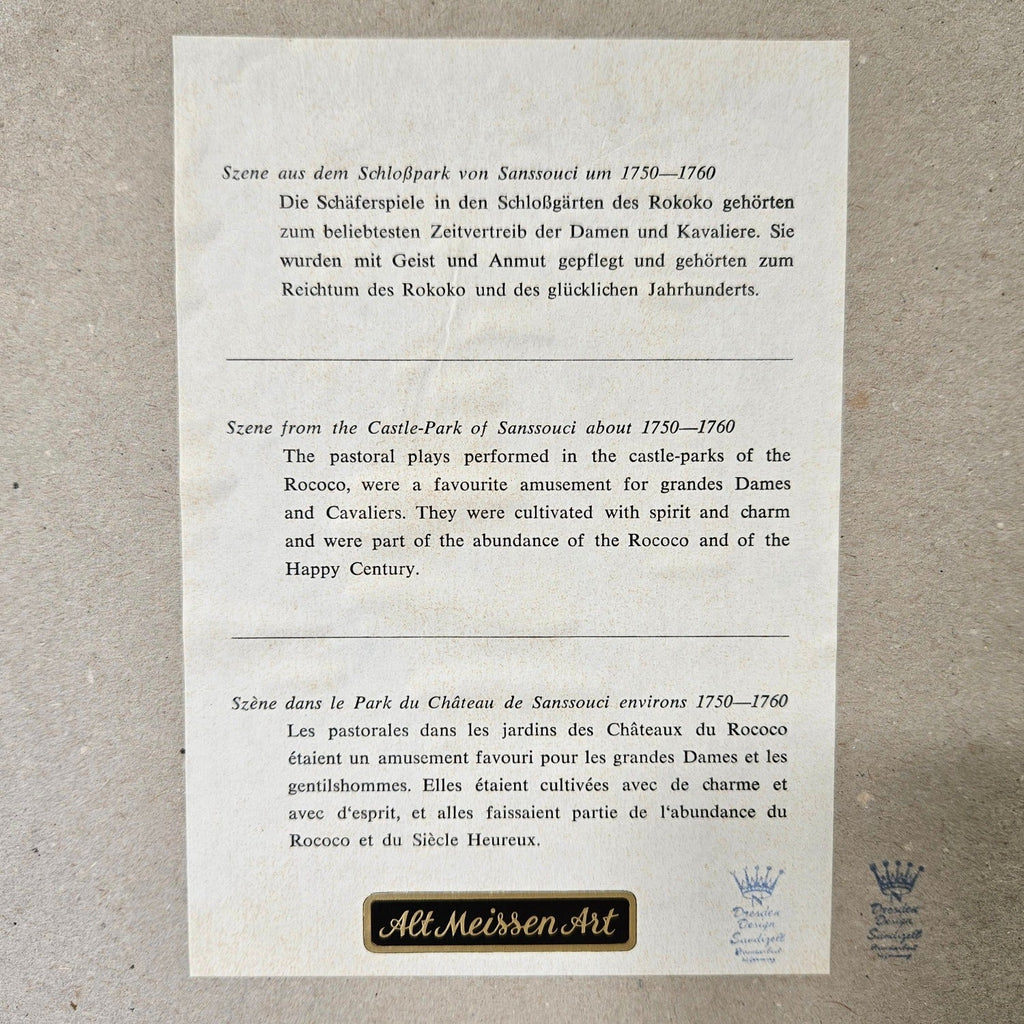 Szene aus dem Schloßpark von Sanssouci um 1750—1760
Die Schäferspiele in den Schloßgärten des Rokoko gehörten
zum beliebtesten Zeitvertreib der Damen und Kavaliere. Sie
wurden mit Geist und Anmut gepflegt und gehörten zum
Reichtum des Rokoko und des glücklichen Jahrhunderts.
Szene from the Castle-Park of Sanssouci about 1750—1760
The pastoral plays performed in the castle-parks of the
Rococo, were a favourite amusement for grandes Dames
and Cavaliers. They were cultivated with spirit and charm
and were part of the abundance of the Rococo and of the
Happy Century.
Szène dans le Park du Château de Sanssouci environs 1750—1760
Les pastorales dans les jardins des Châteaux du Rococo
étaient un amusement favouri pour les grandes Dames et les
gentilshommes. Elles étaient cultivées avec de charme et
avec d‘esprit, et alles faissaient partie de l‘abundance du
Rococo et du Siècle Heureux.
Alt Meissen Art
N
Dresden
Design
Sandizell
Dresden
Design
Sandizell